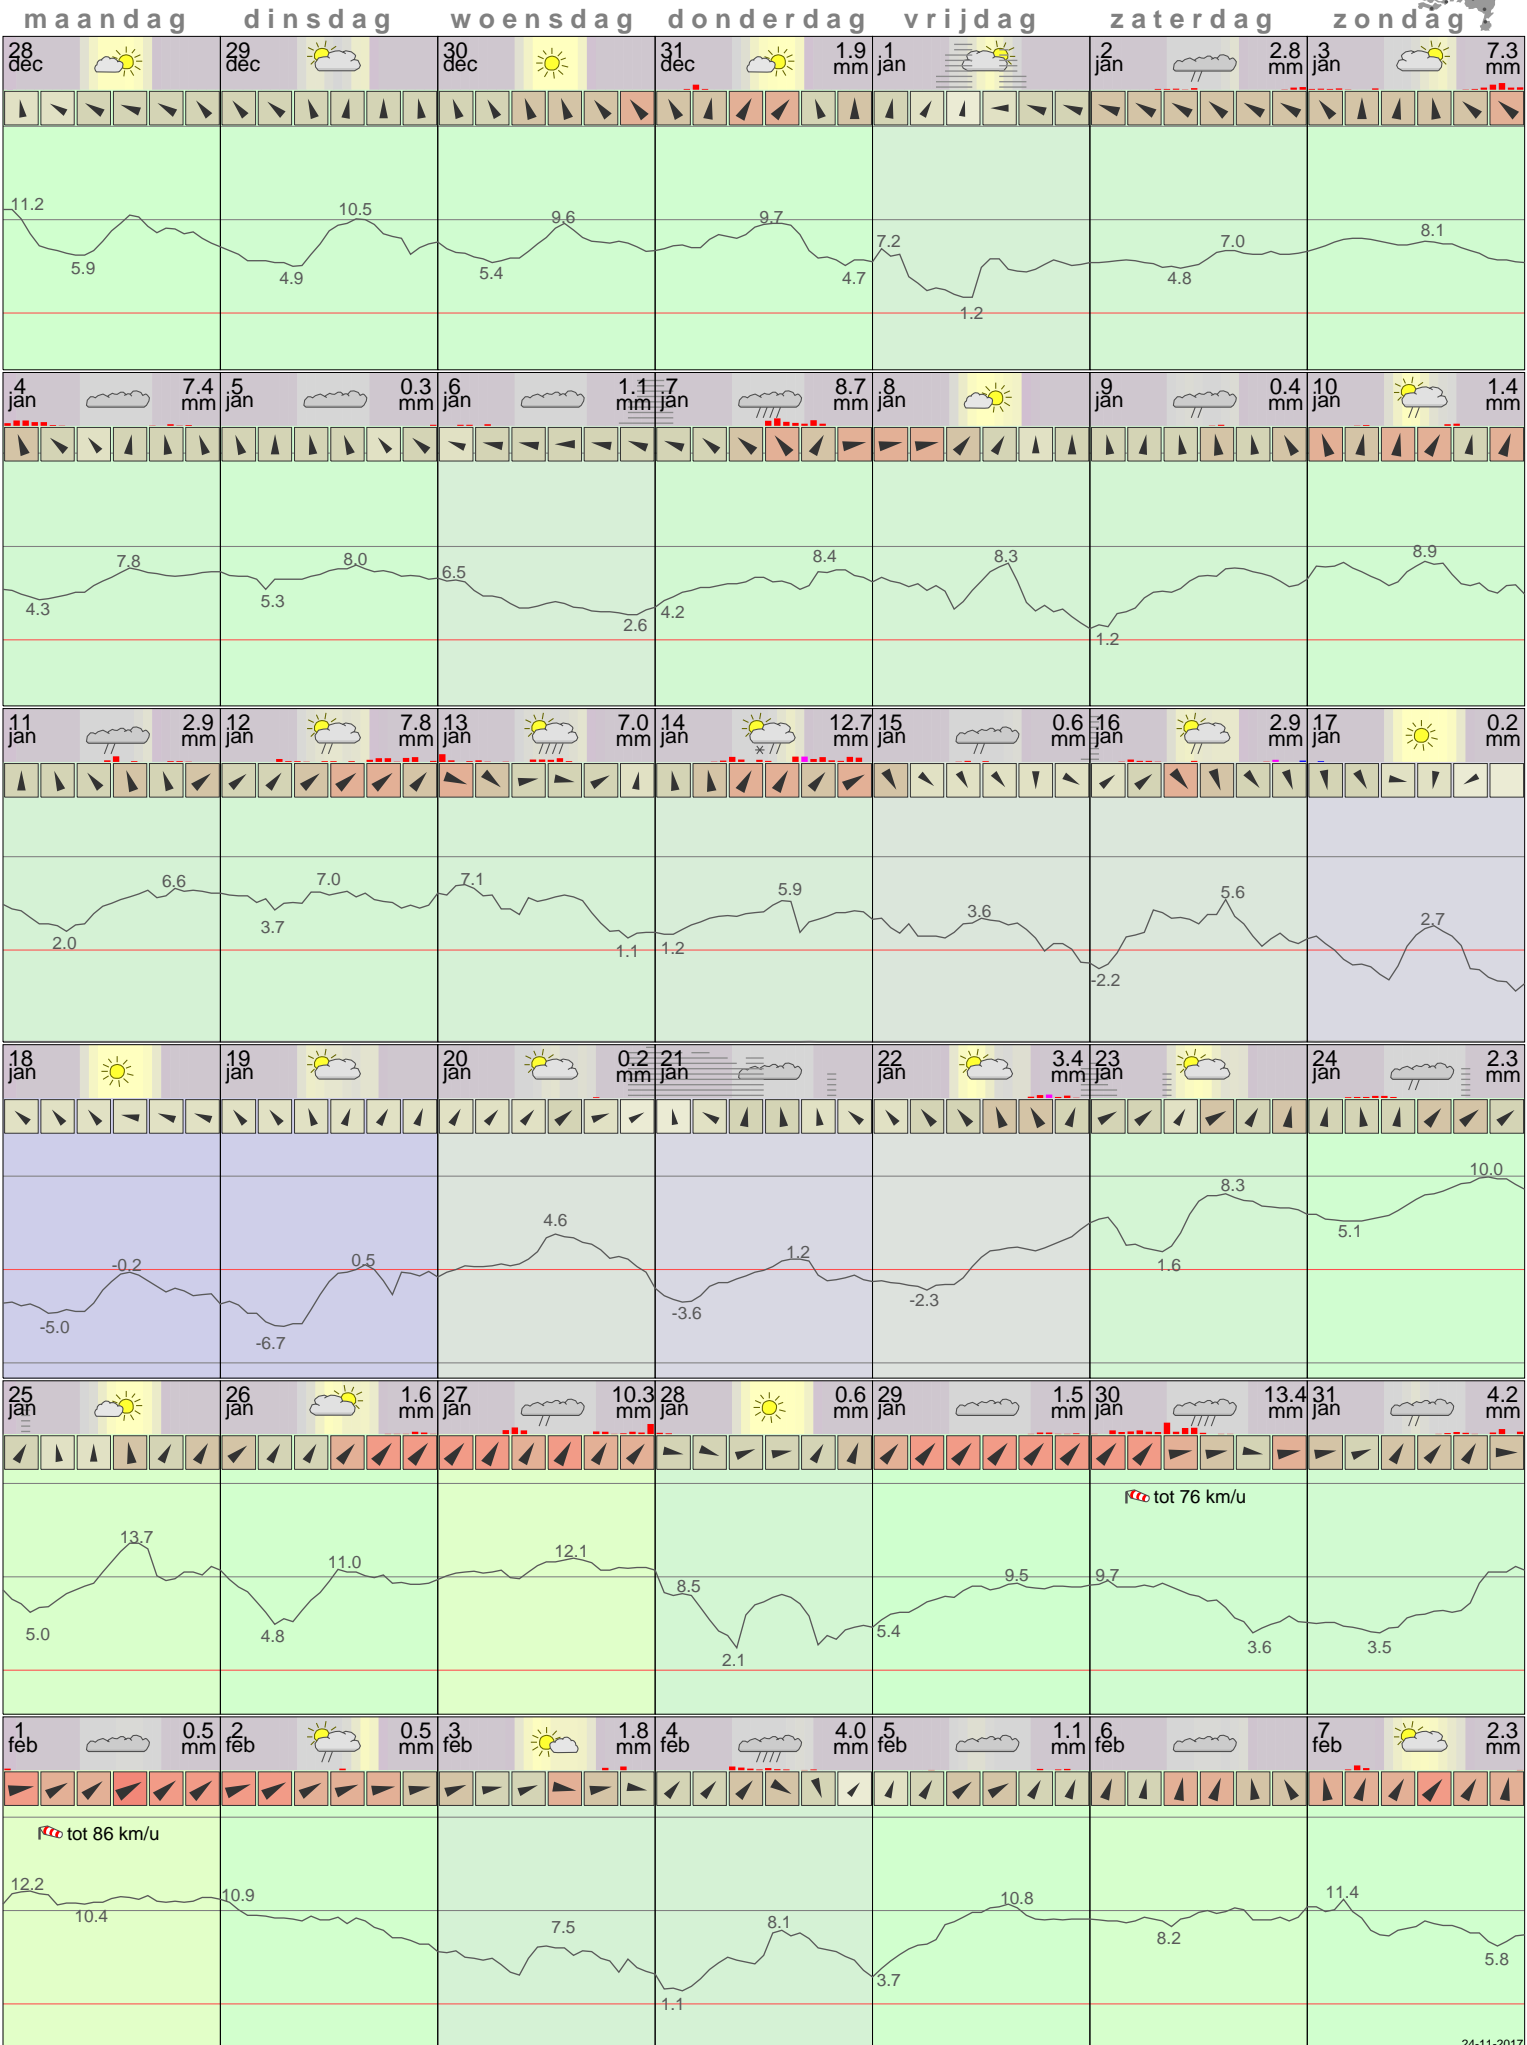 maandag dinsdag woensdag donderdag vrijdag zaterdag zondag
28 dec
29 dec
30 dec
31 dec 1.9 mm
1 jan
2 jan 2.8 mm
3 jan 7.3 mm
11.2 5.9
10.5 4.9
9.6 5.4
9.7 4.7
7.2 1.2
7.0 4.8
8.1
4 jan 7.4 mm
5 jan 0.3 mm
6 jan 1.1 mm
7 jan 8.7 mm
8 jan
9 jan 0.4 mm
10 jan 1.4 mm
7.8 4.3
8.0 5.3
6.5 2.6
8.4 4.2
8.3
1.2
8.9
11 jan 2.9 mm
12 jan 7.8 mm
13 jan 7.0 mm
14 jan 12.7 mm
15 jan 0.6 mm
16 jan 2.9 mm
17 jan 0.2 mm
6.6 2.0
7.0 3.7
7.1 1.1
5.9 1.2
3.6
5.6 -2.2
2.7
18 jan
19 jan
20 jan 0.2 mm
21 jan
22 jan 3.4 mm
23 jan
24 jan 2.3 mm
-0.2 -5.0
0.5 -6.7
4.6
1.2 -3.6
-2.3
8.3 1.6
10.0 5.1
25 jan
26 jan 1.6 mm
27 jan 10.3 mm
28 jan 0.6 mm
29 jan 1.5 mm
30 jan 13.4 mm
31 jan 4.2 mm
tot 76 km/u
13.7 5.0
11.0 4.8
12.1
8.5 2.1
9.5 5.4
9.7 3.6
3.5
1 feb 0.5 mm
2 feb 0.5 mm
3 feb 1.8 mm
4 feb 4.0 mm
5 feb 1.1 mm
6 feb
7 feb 2.3 mm
tot 86 km/u
12.2 10.4
10.9
7.5
8.1 1.1
10.8 3.7
8.2
11.4 5.8
24-11-2017